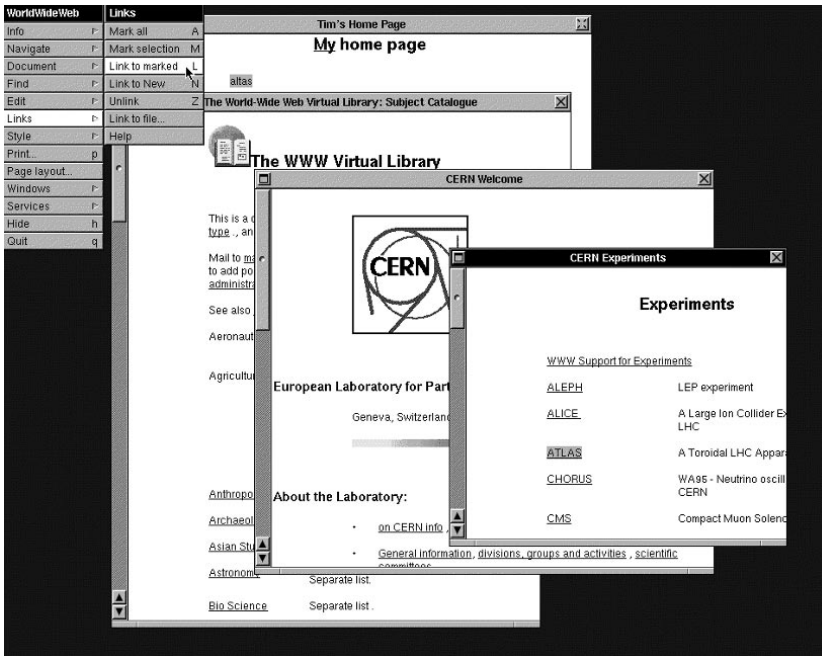 WorldWideWeb
Info
Navigate
Document
Find
Edit
Links
Style
Print... p
Page layout...
Windows
Services
Hide h
Quit q
Links
Mark all A
Mark selection M
Link to marked L
Link to New N
Unlink Z
Link to file...
Help
Tim's Home Page
My home page
altas
The World-Wide Web Virtual Library: Subject Catalogue
The WWW Virtual Library
This is a
type ., an
Mail to
to add po
administr
See also
Aeronaut
Agricultu
Anthropo
Archaeol
Asian Stu
Astronom
Separate list.
Bio Science Separate list .
CERN Welcome
CERN
European Laboratory for Part
Geneva, Switzerland
About the Laboratory:
· on CERN info ,
· General information, divisions, groups and activities , scientific
committees
CERN Experiments
Experiments
WWW Support for Experiments
ALEPH LEP experiment
ALICE A Large Ion Collider Ex
LHC
ATLAS A Toroidal LHC Appar
CHORUS WA95 - Neutrino oscill
CERN
CMS Compact Muon Soleno